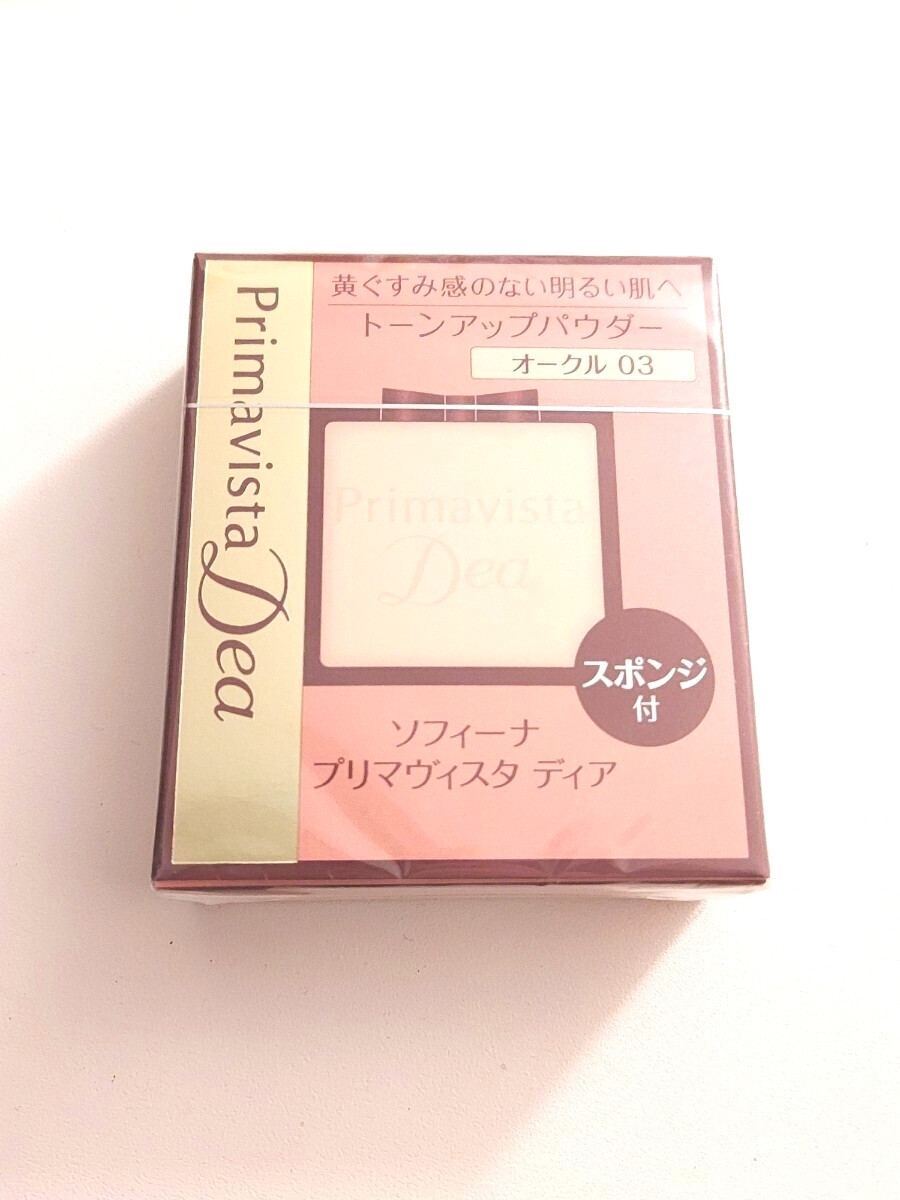 黄ぐすみ感のない明るい肌へ
トーンアップパウダー
オークル 03
Primavista Dea
Primavista
Dea
スポンジ
付
ソフィーナ
プリマヴィスタ ディア